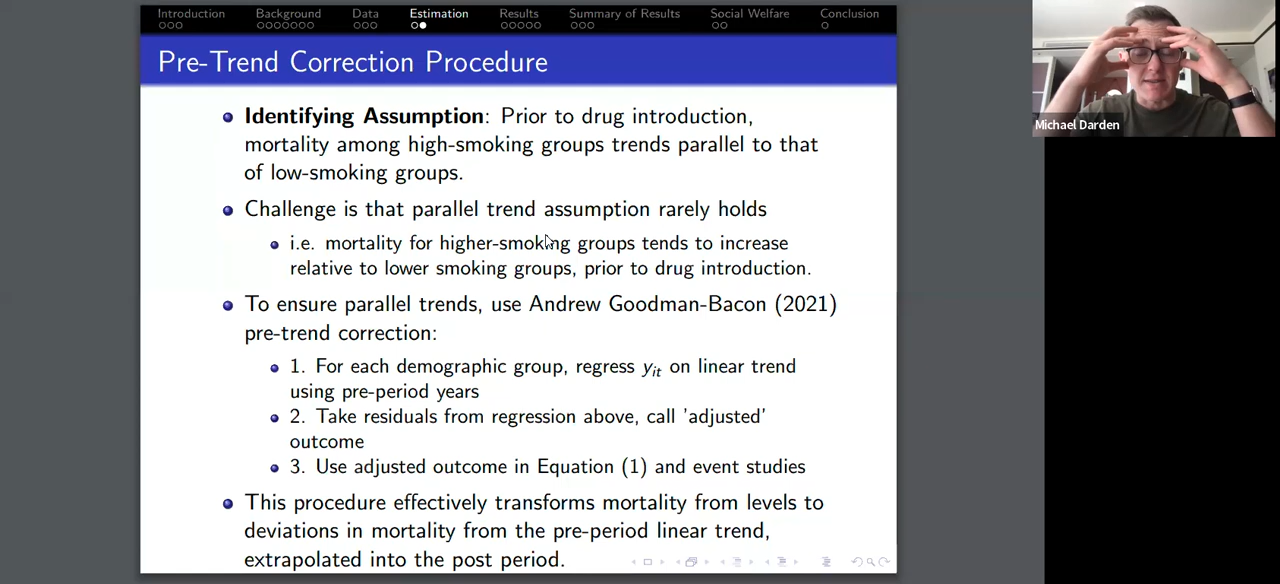 Introduction Background Data Estimation Results Summary of Results Social Welfare Conclusion
Pre-Trend Correction Procedure
Identifying Assumption: Prior to drug introduction,
mortality among high-smoking groups trends parallel to that
of low-smoking groups.
Challenge is that parallel trend assumption rarely holds
i.e. mortality for higher-smoking groups tends to increase
relative to lower smoking groups, prior to drug introduction.
To ensure parallel trends, use Andrew Goodman-Bacon (2021)
pre-trend correction:
1. For each demographic group, regress y_it on linear trend
using pre-period years
2. Take residuals from regression above, call 'adjusted'
outcome
3. Use adjusted outcome in Equation (1) and event studies
This procedure effectively transforms mortality from levels to
deviations in mortality from the pre-period linear trend,
extrapolated into the post period.
Michael Darden